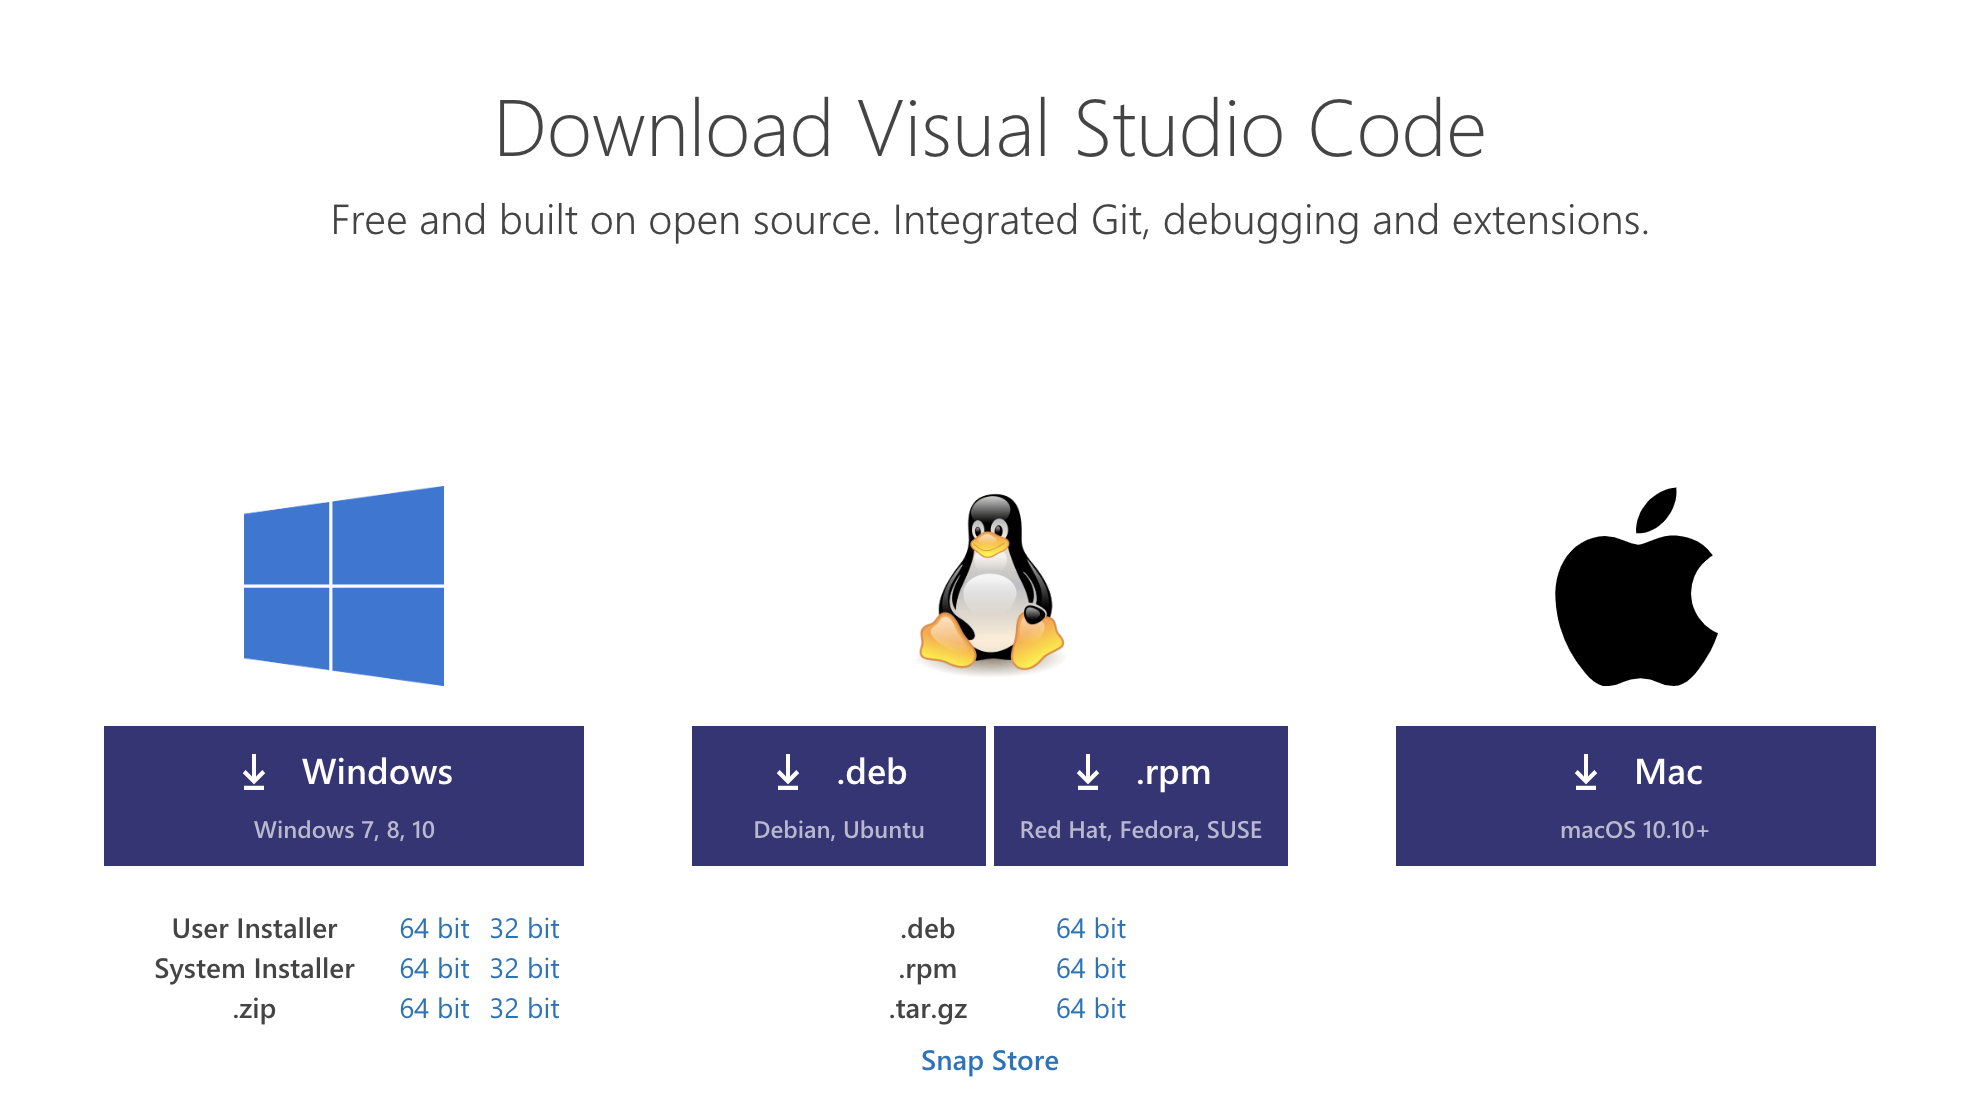 Download Visual Studio Code
Free and built on open source. Integrated Git, debugging and extensions.
Windows
Windows 7, 8, 10
User Installer 64 bit 32 bit
System Installer 64 bit 32 bit
.zip 64 bit 32 bit
.deb
Debian, Ubuntu
.rpm
Red Hat, Fedora, SUSE
.deb 64 bit
.rpm 64 bit
.tar.gz 64 bit
Snap Store
Mac
macOS 10.10+